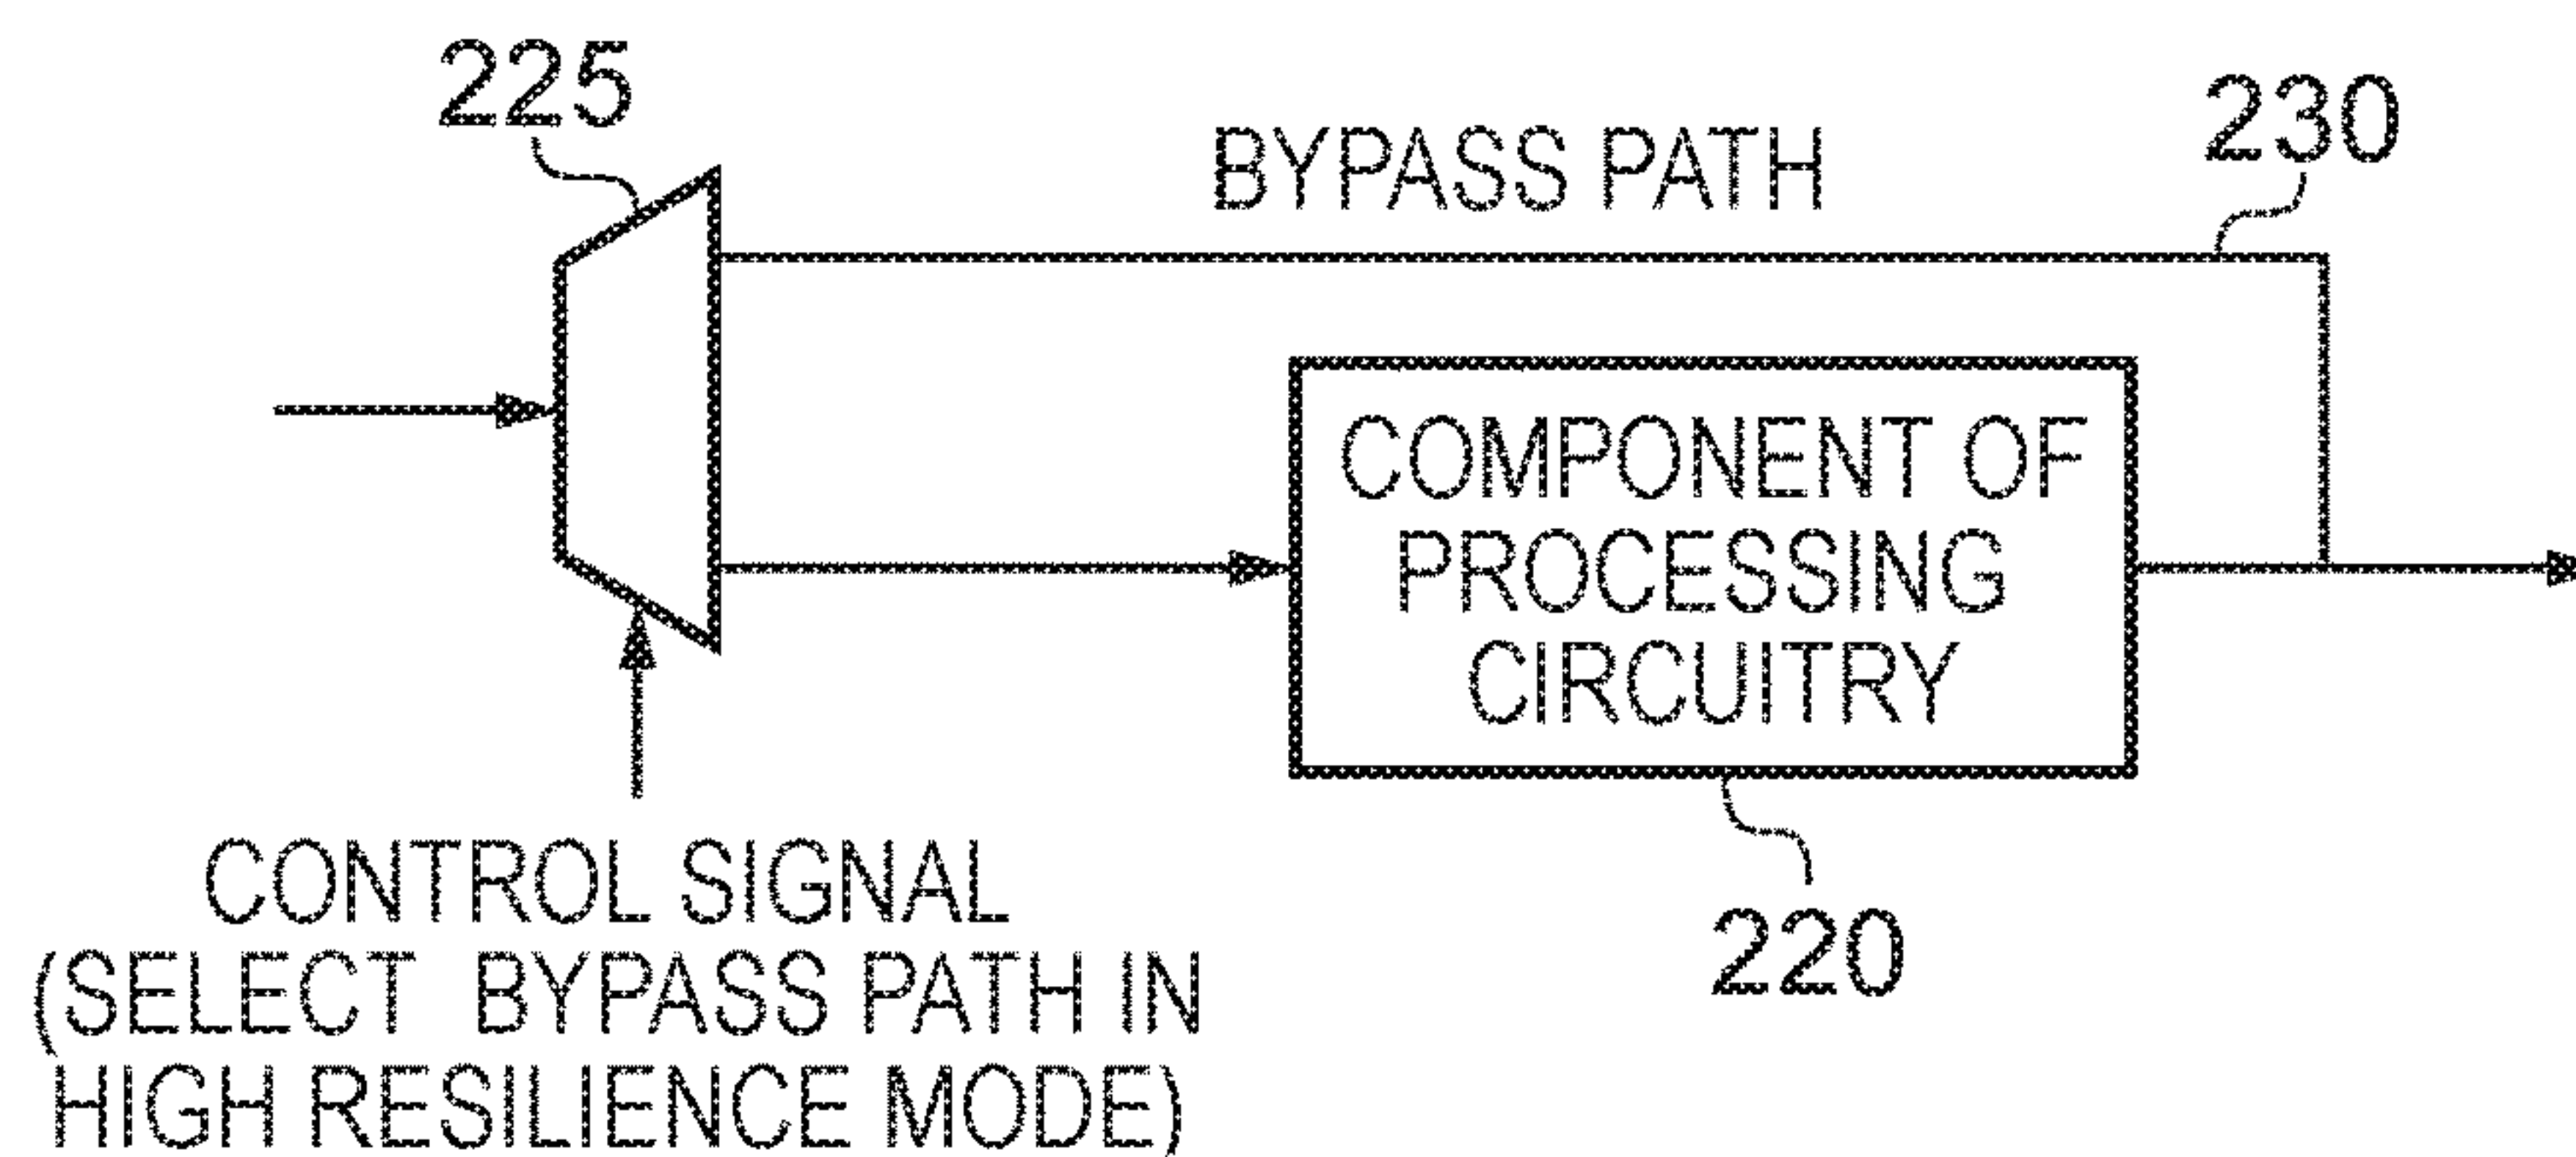 225
230
BYPASS PATH
COMPONENT OF
PROCESSING
CIRCUITRY
220
CONTROL SIGNAL
(SELECT BYPASS PATH IN
HIGH RESILIENCE MODE)